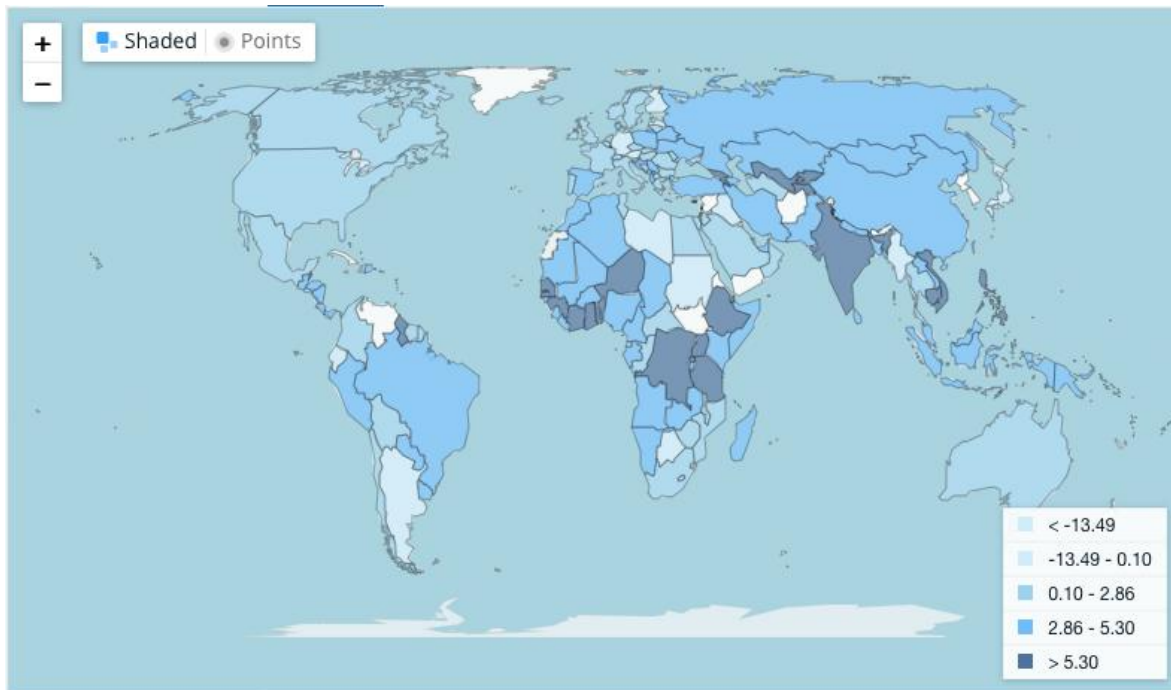 +
−
Shaded Points
< -13.49
-13.49 - 0.10
0.10 - 2.86
2.86 - 5.30
> 5.30